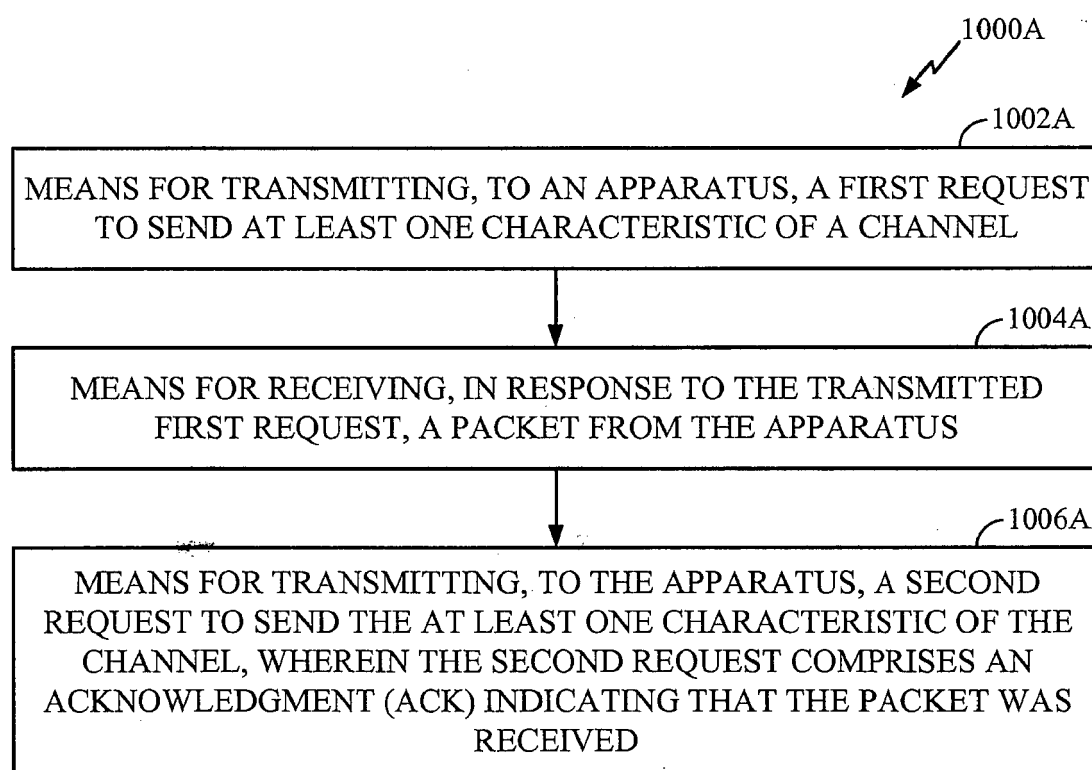 1000A
1002A
MEANS FOR TRANSMITTING, TO AN APPARATUS, A FIRST REQUEST
TO SEND AT LEAST ONE CHARACTERISTIC OF A CHANNEL
1004A
MEANS FOR RECEIVING, IN RESPONSE TO THE TRANSMITTED
FIRST REQUEST, A PACKET FROM THE APPARATUS
1006A
MEANS FOR TRANSMITTING, TO THE APPARATUS, A SECOND
REQUEST TO SEND THE AT LEAST ONE CHARACTERISTIC OF THE
CHANNEL, WHEREIN THE SECOND REQUEST COMPRISES AN
ACKNOWLEDGMENT (ACK) INDICATING THAT THE PACKET WAS
RECEIVED